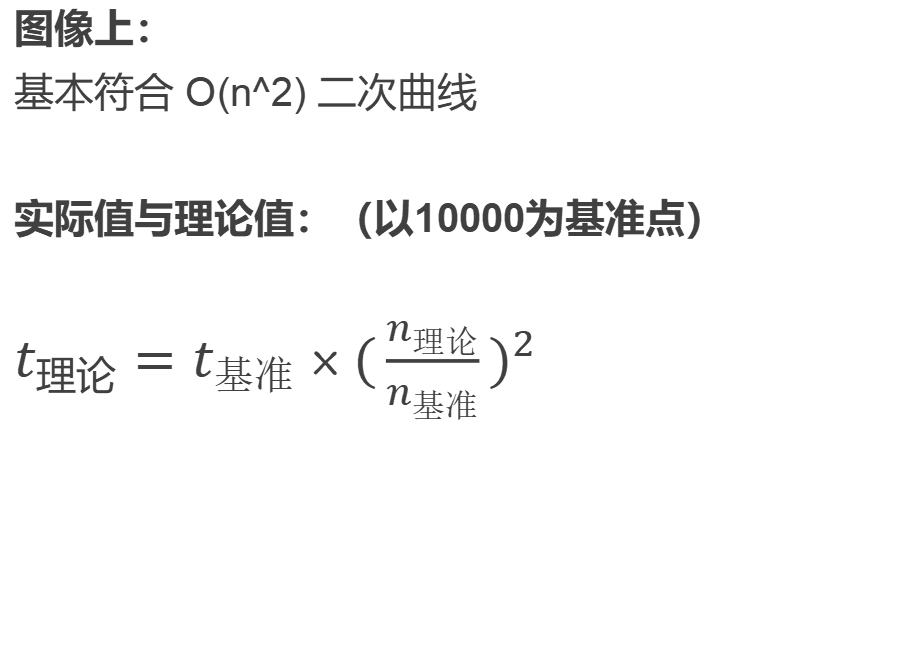 图像上：
基本符合 O(n^2) 二次曲线
实际值与理论值：（以10000为基准点）
t理论 = t基准 × (n理论/n基准)²